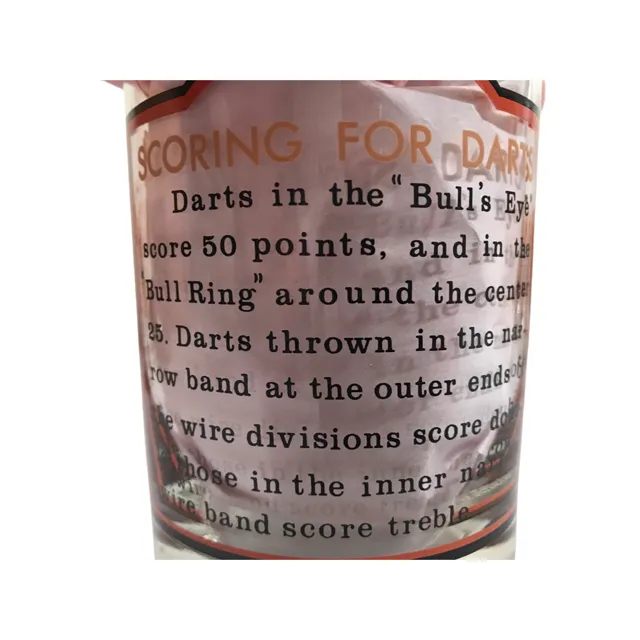 SCORING FOR DARTS
Darts in the "Bull's Eye"
score 50 points, and in the
"Bull Ring" around the center
25. Darts thrown in the nar-
row band at the outer ends of
the wire divisions score
those in the inner
wire band score treble